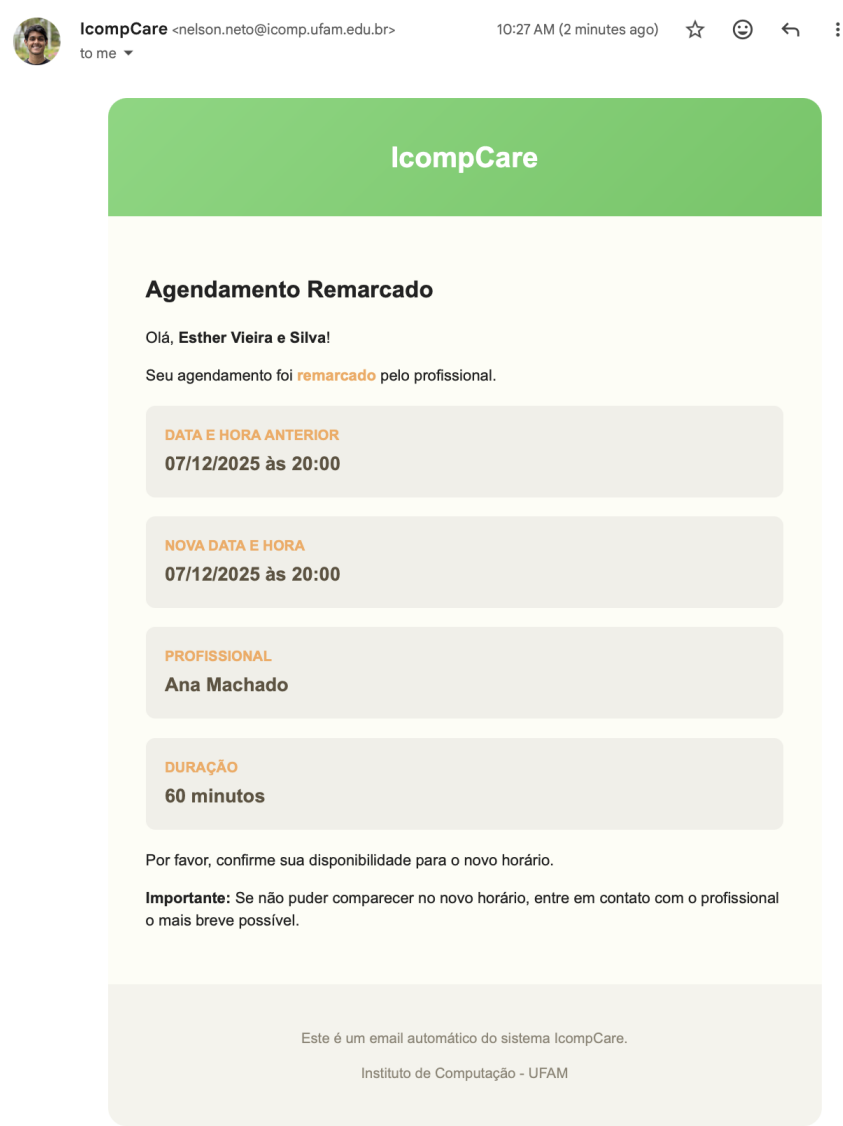 IcompCare <nelson.neto@icomp.ufam.edu.br> 10:27 AM (2 minutes ago)
to me
IcompCare
Agendamento Remarcado
Olá, Esther Vieira e Silva!
Seu agendamento foi remarcado pelo profissional.
DATA E HORA ANTERIOR
07/12/2025 às 20:00
NOVA DATA E HORA
07/12/2025 às 20:00
PROFISSIONAL
Ana Machado
DURAÇÃO
60 minutos
Por favor, confirme sua disponibilidade para o novo horário.
Importante: Se não puder comparecer no novo horário, entre em contato com o profissional
o mais breve possível.
Este é um email automático do sistema IcompCare.
Instituto de Computação - UFAM